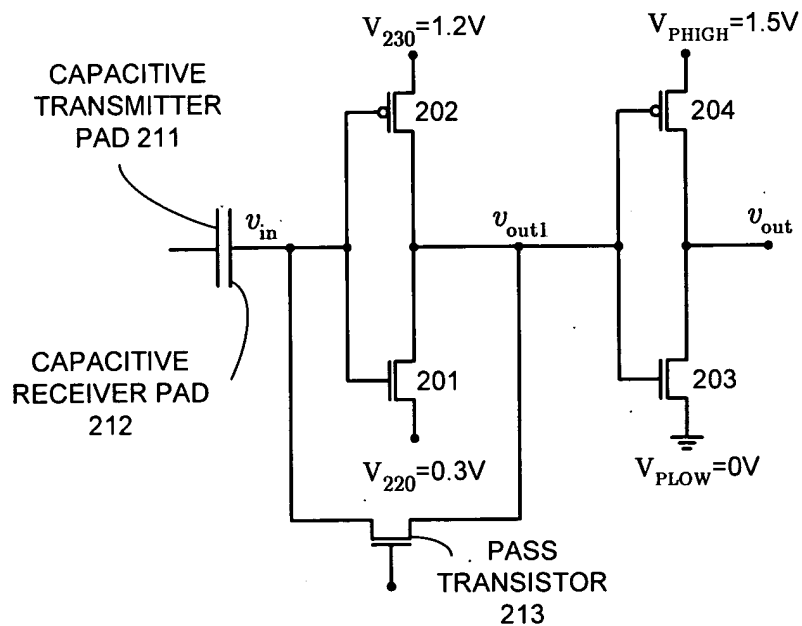 V230=1.2V
VPHIGH=1.5V
CAPACITIVE
TRANSMITTER
PAD 211
202
204
vin
vout1
vout
CAPACITIVE
RECEIVER PAD
212
201
203
V220=0.3V
VPLOW=0V
PASS
TRANSISTOR
213